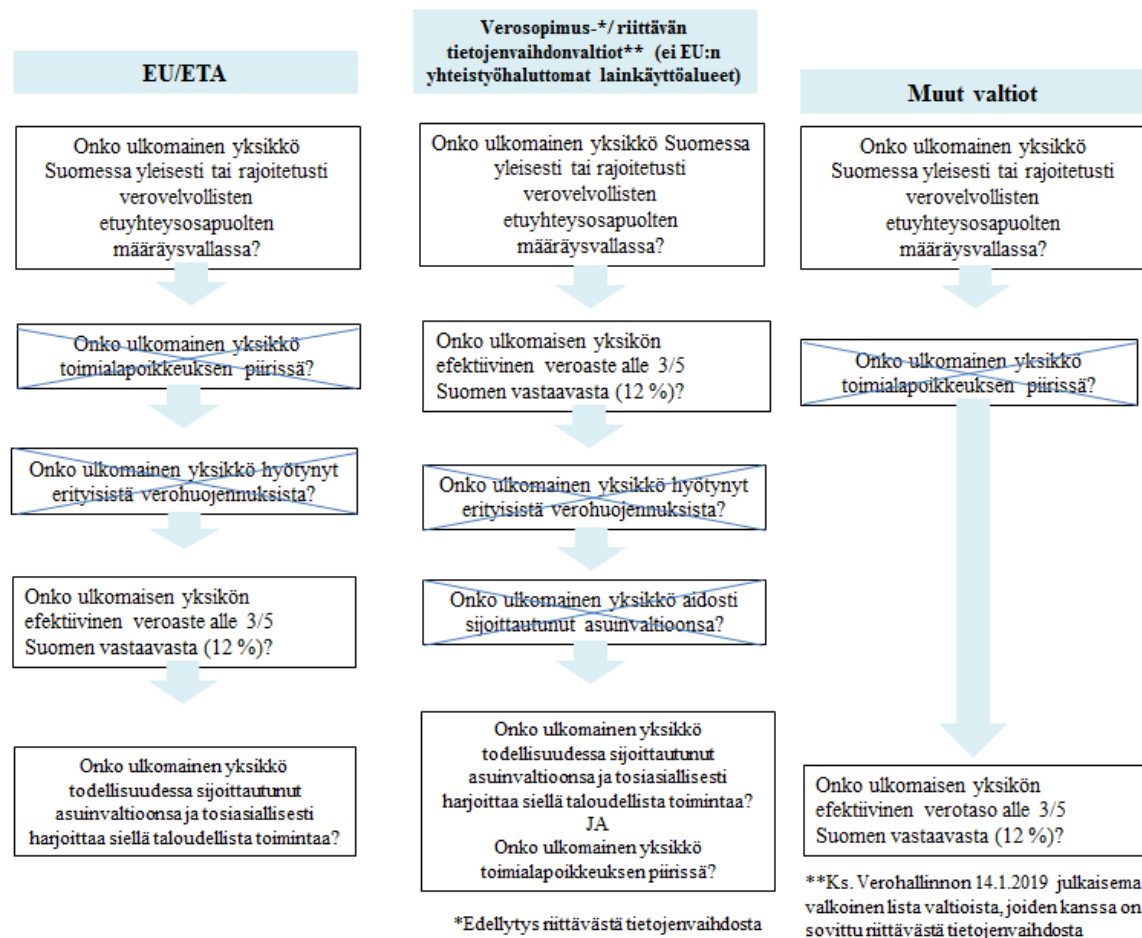 EU/ETA
Onko ulkomainen yksikkö
Suomessa yleisesti tai rajoitetusti
verovelvollisten
etuyhteysosapuolten
määräysvallassa?
Onko ulkomainen yksikkö
toimialapoikkeuksen piirissä?
Onko ulkomainen yksikkö hyötynyt
erityisistä verohuojennuksista?
Onko ulkomaisen yksikön
efektiivinen veroaste alle 3/5
Suomen vastaavasta (12 %)?
Onko ulkomainen yksikkö
todellisuudessa sijoittautunut
asuinvaltioonsa ja tosiasiallisesti
harjoittaa siellä taloudellista toimintaa?
Verosopimus-*/ riittävän
tietojenvaihdonvaltiot** (ei EU:n
yhteistyöhaluttomat lainkäyttöalueet)
Onko ulkomainen yksikkö Suomessa
yleisesti tai rajoitetusti
verovelvollisten
etuyhteysosapuolten
määräysvallassa?
Onko ulkomaisen yksikön
efektiivinen veroaste alle 3/5
Suomen vastaavasta (12 %)?
Onko ulkomainen yksikkö hyötynyt
erityisistä verohuojennuksista?
Onko ulkomainen yksikkö aidosti
sijoittautunut asuinvaltioonsa?
Onko ulkomainen yksikkö
todellisuudessa sijoittautunut
asuinvaltioonsa ja tosiasiallisesti
harjoittaa siellä taloudellista toimintaa?
JA
Onko ulkomainen yksikkö
toimialapoikkeuksen piirissä?
*Edellytys riittävästä tietojenvaihdosta
Muut valtiot
Onko ulkomainen yksikkö
Suomessa yleisesti tai rajoitetusti
verovelvollisten
etuyhteysosapuolten
määräysvallassa?
Onko ulkomainen yksikkö
toimialapoikkeuksen piirissä?
Onko ulkomaisen yksikön
efektiivinen verotaso alle 3/5
Suomen vastaavasta (12 %)?
**Ks. Verohallinnon 14.1.2019 julkaisema
valkoinen lista valtioista, joiden kanssa on
sovittu riittävästä tietojenvaihdosta